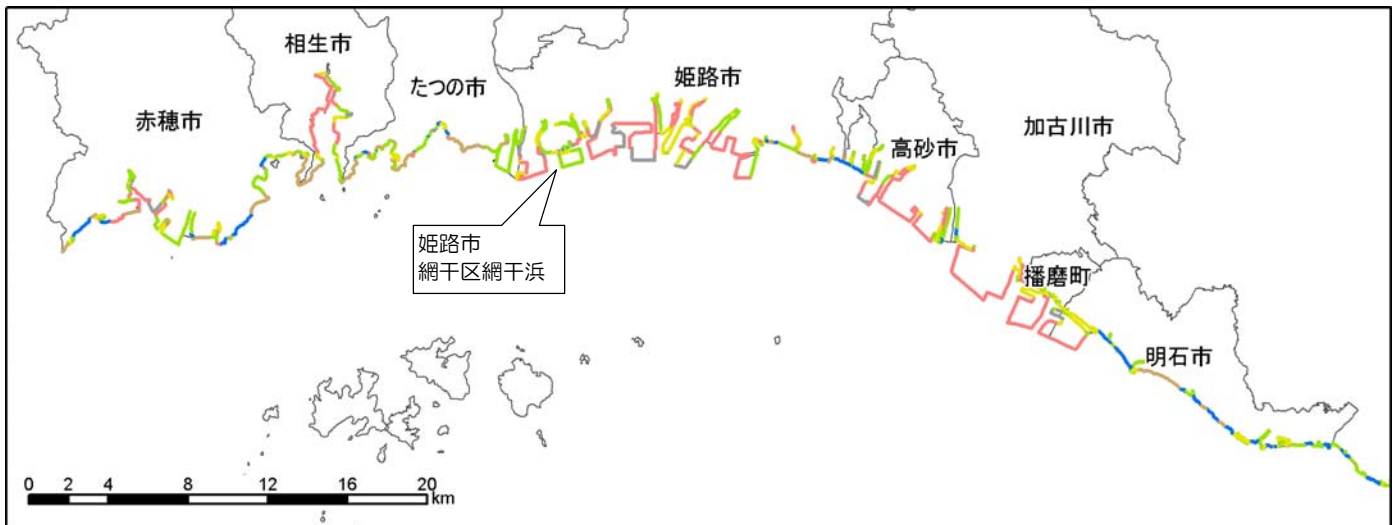 相生市
たつの市
姫路市
赤穂市
高砂市
加古川市
姫路市
網干区網干浜
播磨町
明石市
0 2 4 8 12 16 20
km